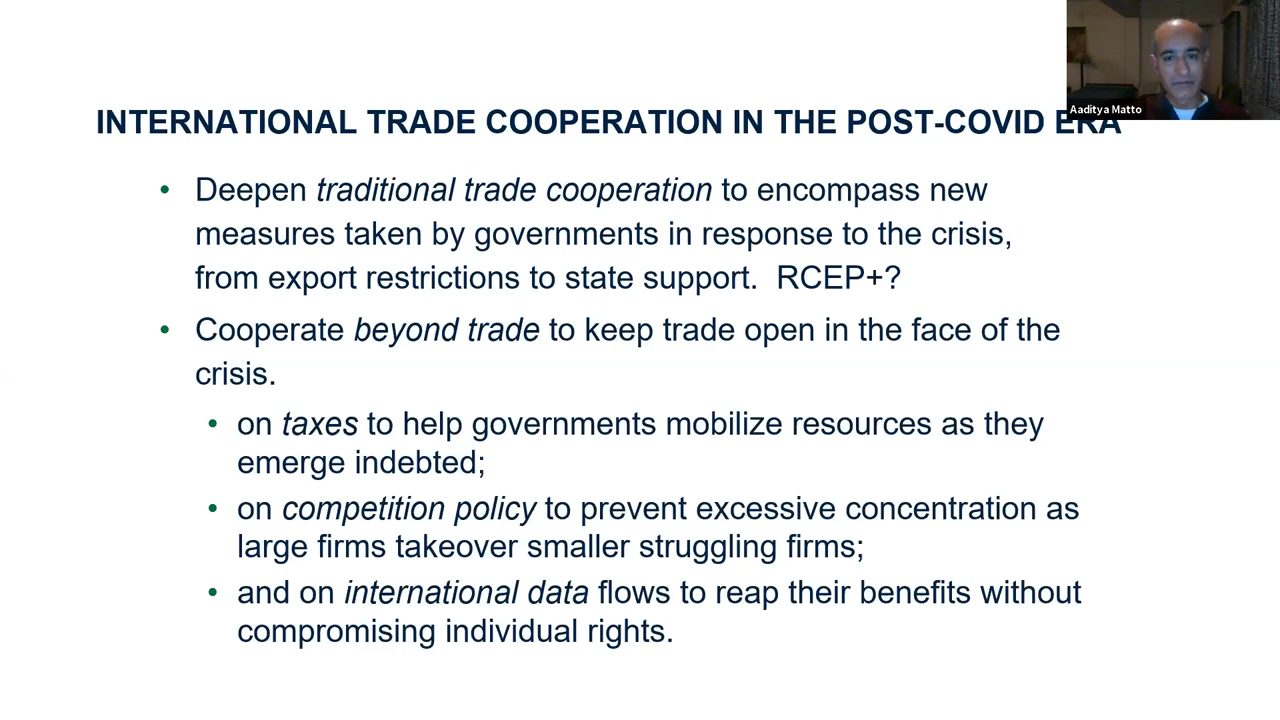 Aaditya Matto
INTERNATIONAL TRADE COOPERATION IN THE POST-COVID ERA
• Deepen traditional trade cooperation to encompass new
measures taken by governments in response to the crisis,
from export restrictions to state support.  RCEP+?
• Cooperate beyond trade to keep trade open in the face of the
crisis.
• on taxes to help governments mobilize resources as they
emerge indebted;
• on competition policy to prevent excessive concentration as
large firms takeover smaller struggling firms;
• and on international data flows to reap their benefits without
compromising individual rights.